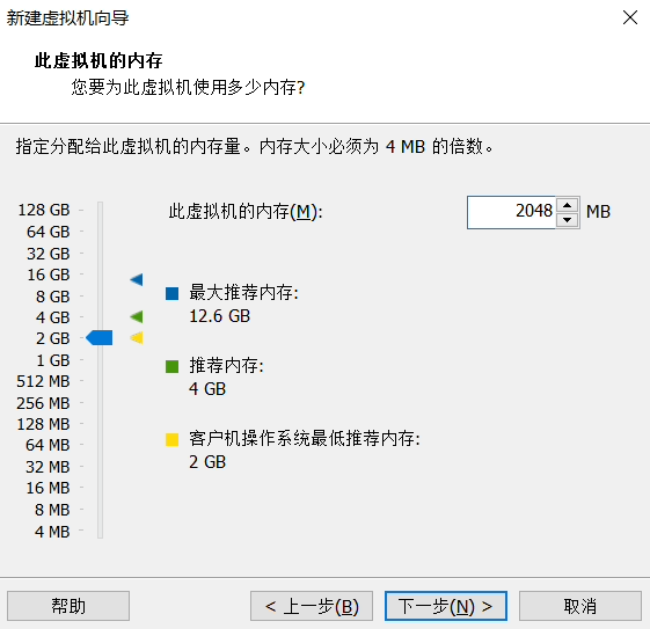 新建虚拟机向导
此虚拟机的内存
您要为此虚拟机使用多少内存?
指定分配给此虚拟机的内存量。内存大小必须为 4 MB 的倍数。
128 GB
64 GB
32 GB
16 GB
8 GB
4 GB
2 GB
1 GB
512 MB
256 MB
128 MB
64 MB
32 MB
16 MB
8 MB
4 MB
此虚拟机的内存(M): 2048 MB
最大推荐内存:
12.6 GB
推荐内存:
4 GB
客户机操作系统最低推荐内存:
2 GB
帮助 < 上一步(B) 下一步(N) > 取消